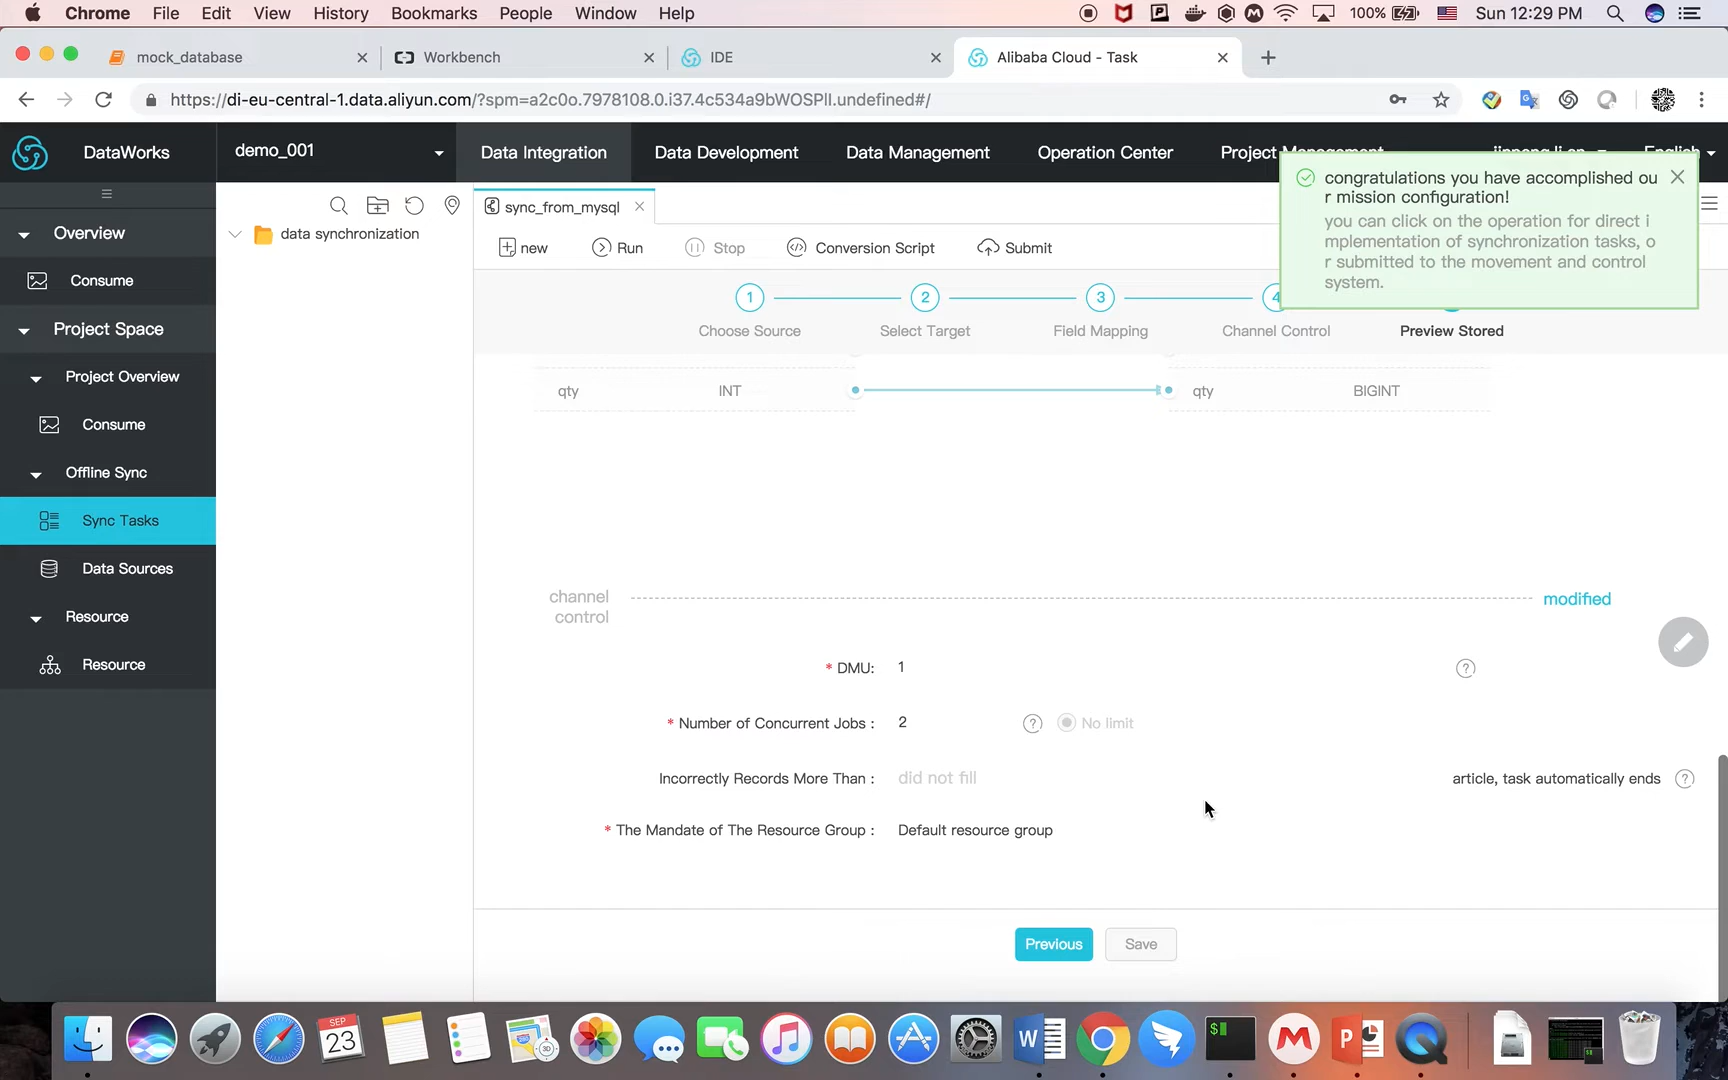 Chrome File Edit View History Bookmarks People Window Help 100% Sun 12:29 PM
mock_database Workbench IDE Alibaba Cloud - Task
https://di-eu-central-1.data.aliyun.com/?spm=a2c0o.7978108.0.i37.4c534a9bWOSPlI.undefined#/
DataWorks demo_001 Data Integration Data Development Data Management Operation Center Project Management English
congratulations you have accomplished ou
r mission configuration!
you can click on the operation for direct i
mplementation of synchronization tasks, o
r submitted to the movement and control
system.
Overview
Consume
Project Space
Project Overview
Consume
Offline Sync
Sync Tasks
Data Sources
Resource
Resource
data synchronization
sync_from_mysql
new Run Stop Conversion Script Submit
1 2 3 4
Choose Source Select Target Field Mapping Channel Control Preview Stored
qty INT qty BIGINT
channel
control
modified
* DMU: 1 ?
* Number of Concurrent Jobs : 2 ? No limit
Incorrectly Records More Than : did not fill article, task automatically ends ?
* The Mandate of The Resource Group : Default resource group
Previous Save
SEP
23